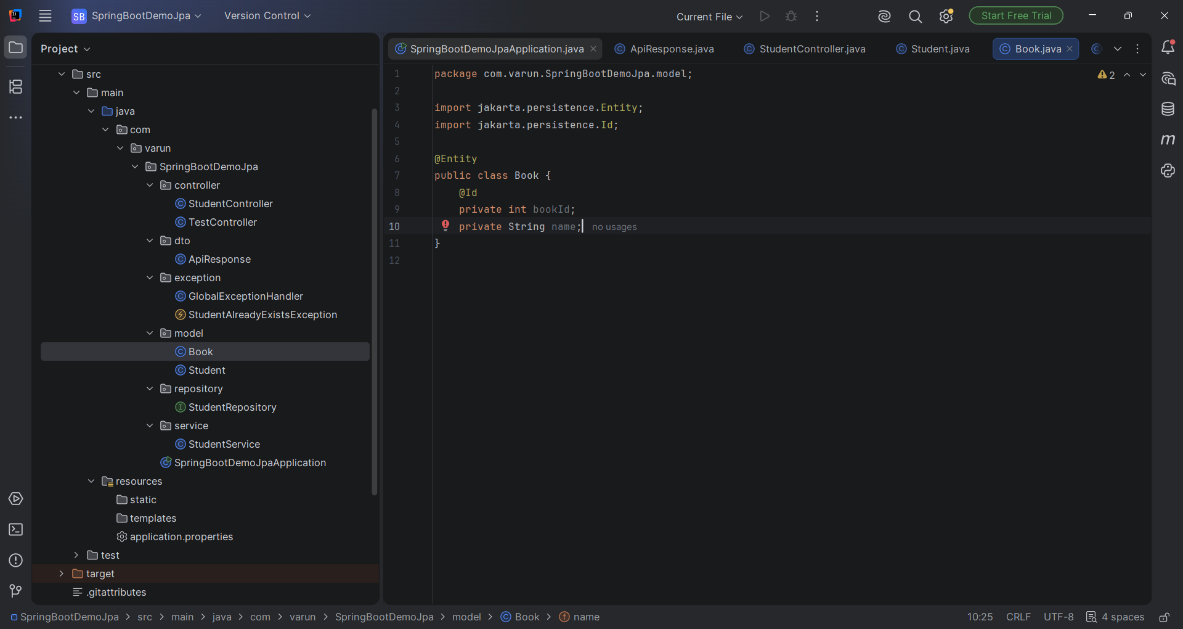 SB SpringBootDemoJpa Version Control Current File Start Free Trial
Project
src
main
java
com
varun
SpringBootDemoJpa
controller
StudentController
TestController
dto
ApiResponse
exception
GlobalExceptionHandler
StudentAlreadyExistsException
model
Book
Student
repository
StudentRepository
service
StudentService
SpringBootDemoJpaApplication
resources
static
templates
application.properties
test
target
.gitattributes
SpringBootDemoJpaApplication.java ApiResponse.java StudentController.java Student.java Book.java
1 package com.varun.SpringBootDemoJpa.model;
2
3 import jakarta.persistence.Entity;
4 import jakarta.persistence.Id;
5
6 @Entity
7 public class Book {
8 @Id
9 private int bookId;
10 private String name; no usages
11 }
12
2
m
SpringBootDemoJpa > src > main > java > com > varun > SpringBootDemoJpa > model > Book > name 10:25 CRLF UTF-8 4 spaces